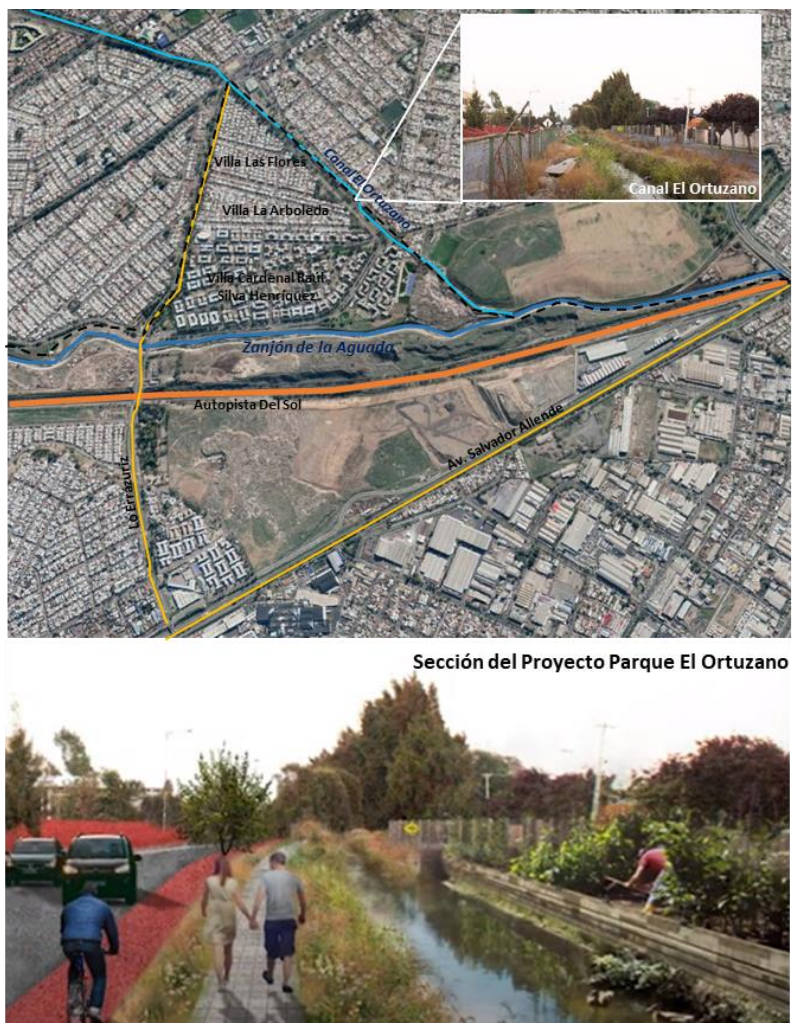 Villa Las Flores
Canal El Ortuzano
Canal El Ortuzano
Villa La Arboleda
Villa Cardenal Raúl
Silva Henríquez
Zanjón de la Aguada
Autopista Del Sol
Av. Salvador Allende
Lo Errázuriz
Sección del Proyecto Parque El Ortuzano